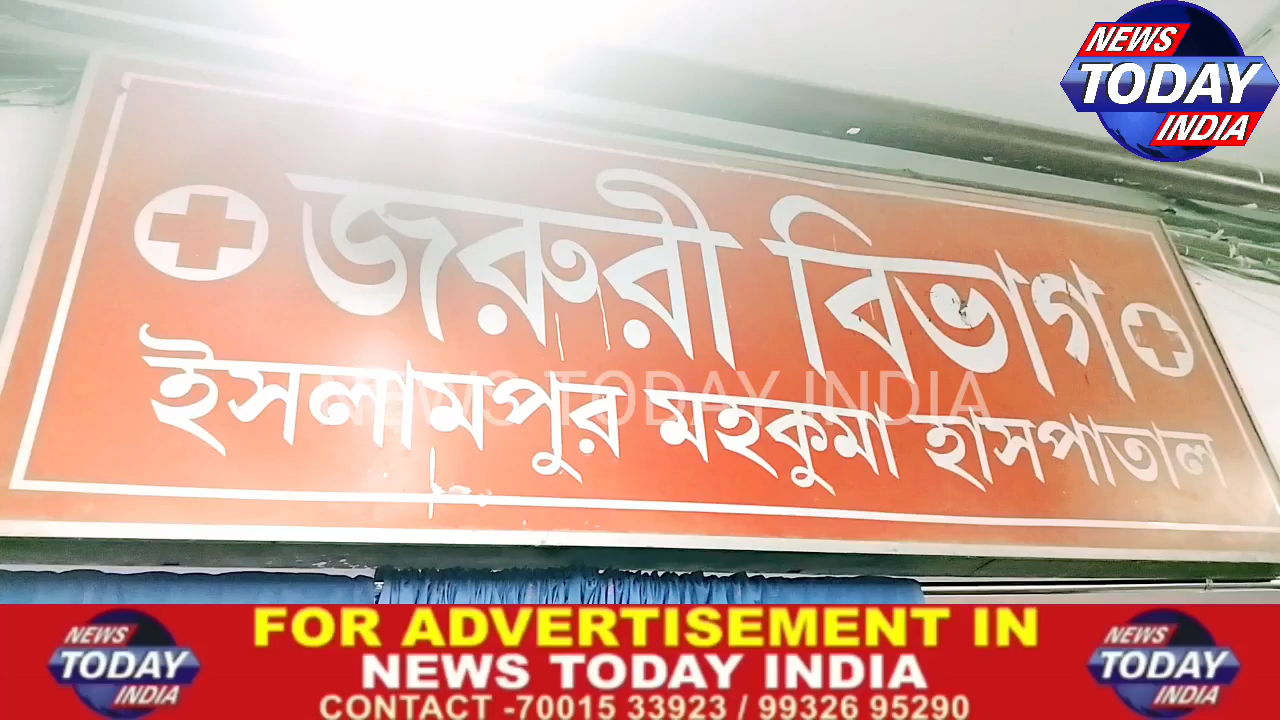 NEWS
TODAY
INDIA
জরুরী বিভাগ
ইসলামপুর মহকুমা হাসপাতাল
NEWS TODAY INDIA
NEWS
TODAY
INDIA
FOR ADVERTISEMENT IN
NEWS TODAY INDIA
CONTACT -70015 33923 / 99326 95290
NEWS
TODAY
INDIA